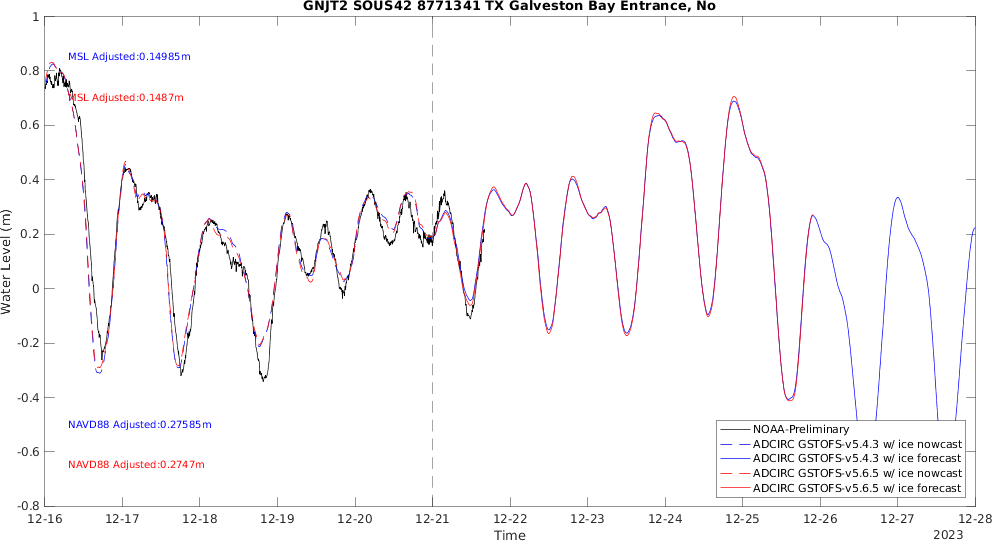 GNJT2 SOUS42 8771341 TX Galveston Bay Entrance, No
1
0.8
0.6
0.4
0.2
0
-0.2
-0.4
-0.6
-0.8
Water Level (m)
MSL Adjusted:0.14985m
MSL Adjusted:0.1487m
NAVD88 Adjusted:0.27585m
NAVD88 Adjusted:0.2747m
NOAA-Preliminary
ADCIRC GSTOFS-v5.4.3 w/ ice nowcast
ADCIRC GSTOFS-v5.4.3 w/ ice forecast
ADCIRC GSTOFS-v5.6.5 w/ ice nowcast
ADCIRC GSTOFS-v5.6.5 w/ ice forecast
12-16 12-17 12-18 12-19 12-20 12-21 12-22 12-23 12-24 12-25 12-26 12-27 12-28
Time
2023